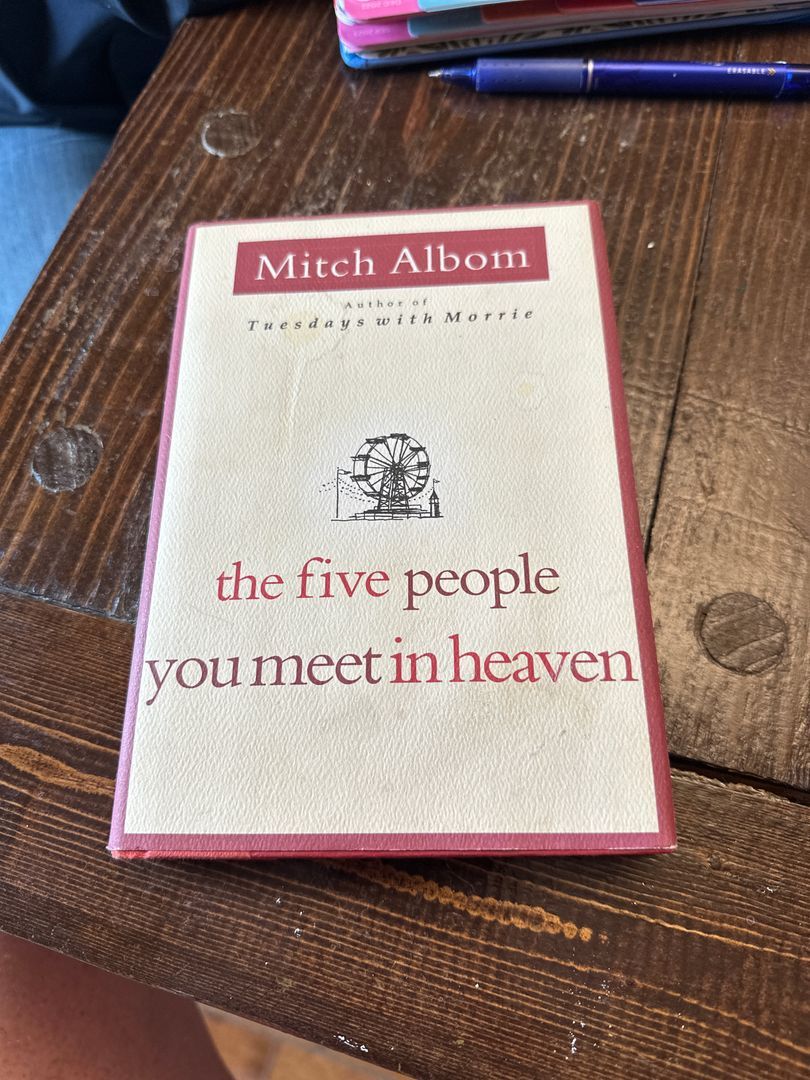 ERASABLE
Mitch Albom
Author of
Tuesdays with Morrie
the five people
you meet in heaven